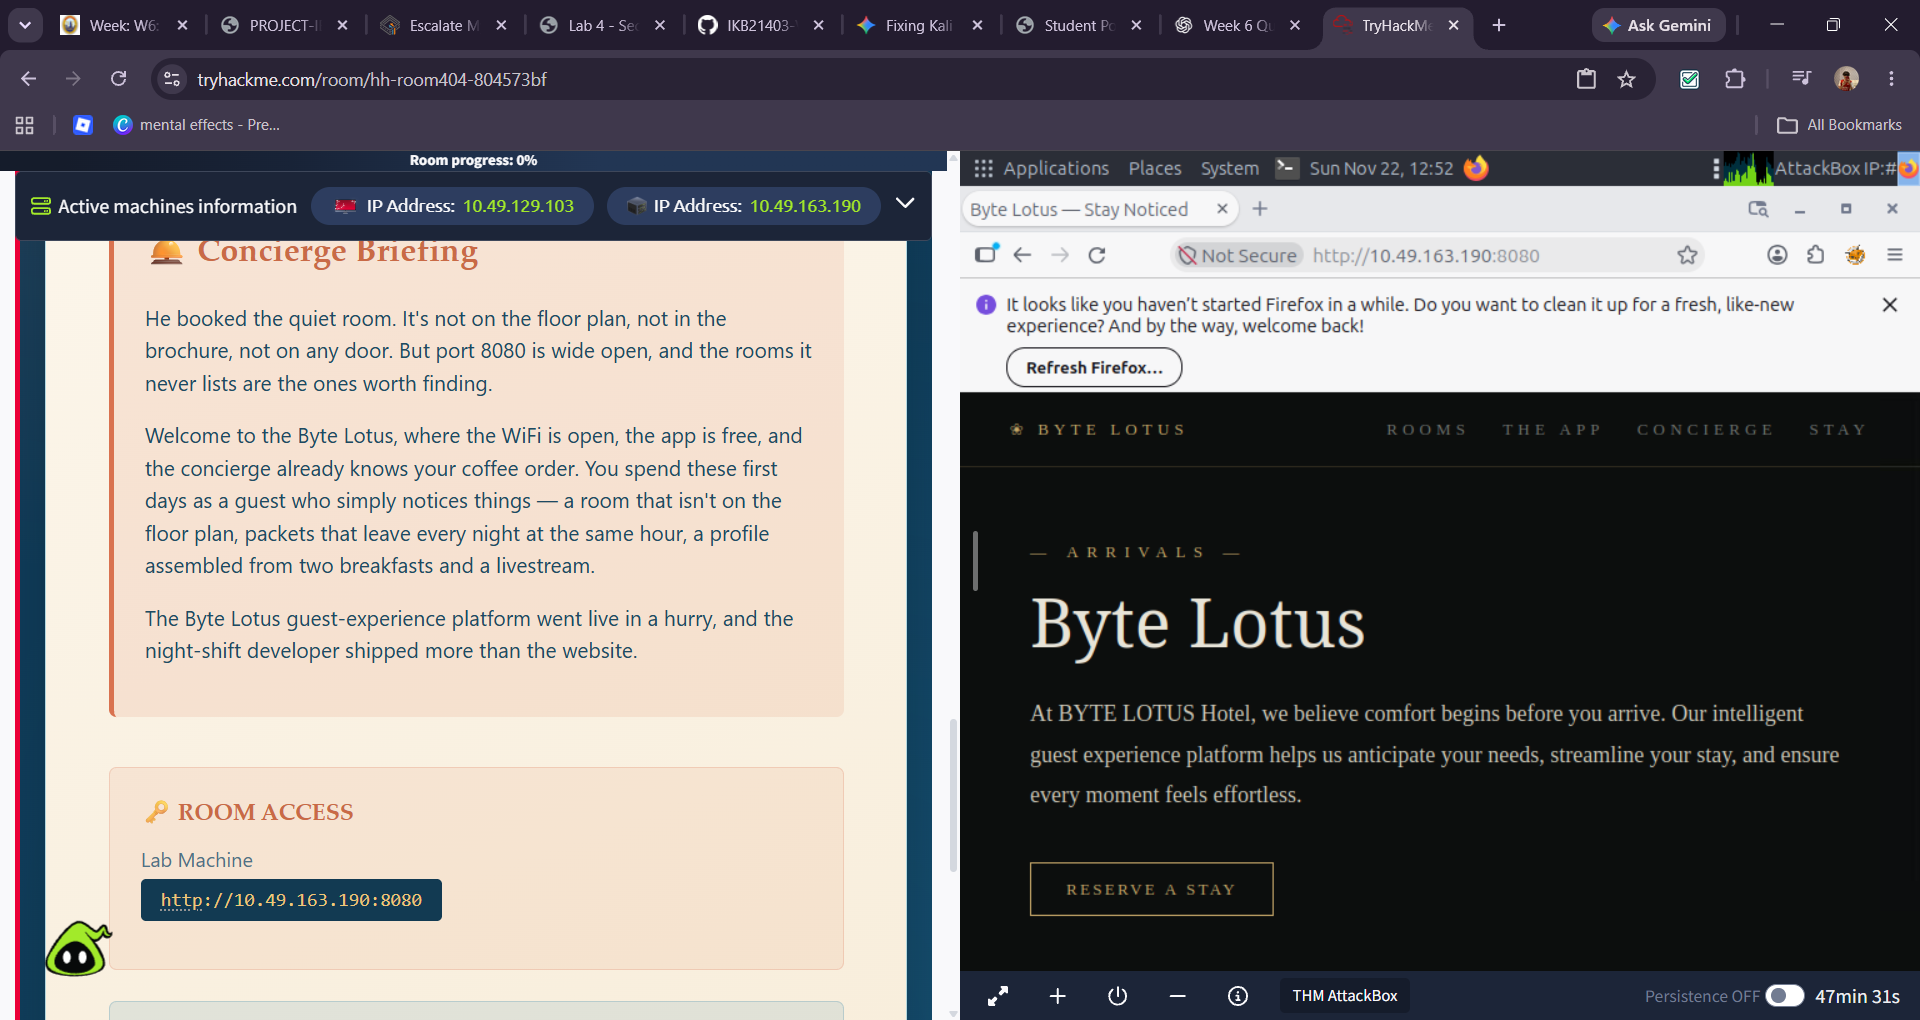 Week: W6:
PROJECT-I
Escalate M
Lab 4 - Sec
IKB21403-
Fixing Kali
Student Po
Week 6 Qu
TryHackMe
Ask Gemini
tryhackme.com/room/hh-room404-804573bf
mental effects - Pre...
All Bookmarks
Room progress: 0%
Active machines information
IP Address: 10.49.129.103
IP Address: 10.49.163.190
Concierge Briefing
He booked the quiet room. It's not on the floor plan, not in the
brochure, not on any door. But port 8080 is wide open, and the rooms it
never lists are the ones worth finding.
Welcome to the Byte Lotus, where the WiFi is open, the app is free, and
the concierge already knows your coffee order. You spend these first
days as a guest who simply notices things — a room that isn't on the
floor plan, packets that leave every night at the same hour, a profile
assembled from two breakfasts and a livestream.
The Byte Lotus guest-experience platform went live in a hurry, and the
night-shift developer shipped more than the website.
ROOM ACCESS
Lab Machine
http://10.49.163.190:8080
Applications Places System Sun Nov 22, 12:52 AttackBox IP:#
Byte Lotus — Stay Noticed
Not Secure http://10.49.163.190:8080
It looks like you haven't started Firefox in a while. Do you want to clean it up for a fresh, like-new
experience? And by the way, welcome back!
Refresh Firefox...
BYTE LOTUS
ROOMS THE APP CONCIERGE STAY
— ARRIVALS —
Byte Lotus
At BYTE LOTUS Hotel, we believe comfort begins before you arrive. Our intelligent
guest experience platform helps us anticipate your needs, streamline your stay, and ensure
every moment feels effortless.
RESERVE A STAY
THM AttackBox
Persistence OFF
47min 31s